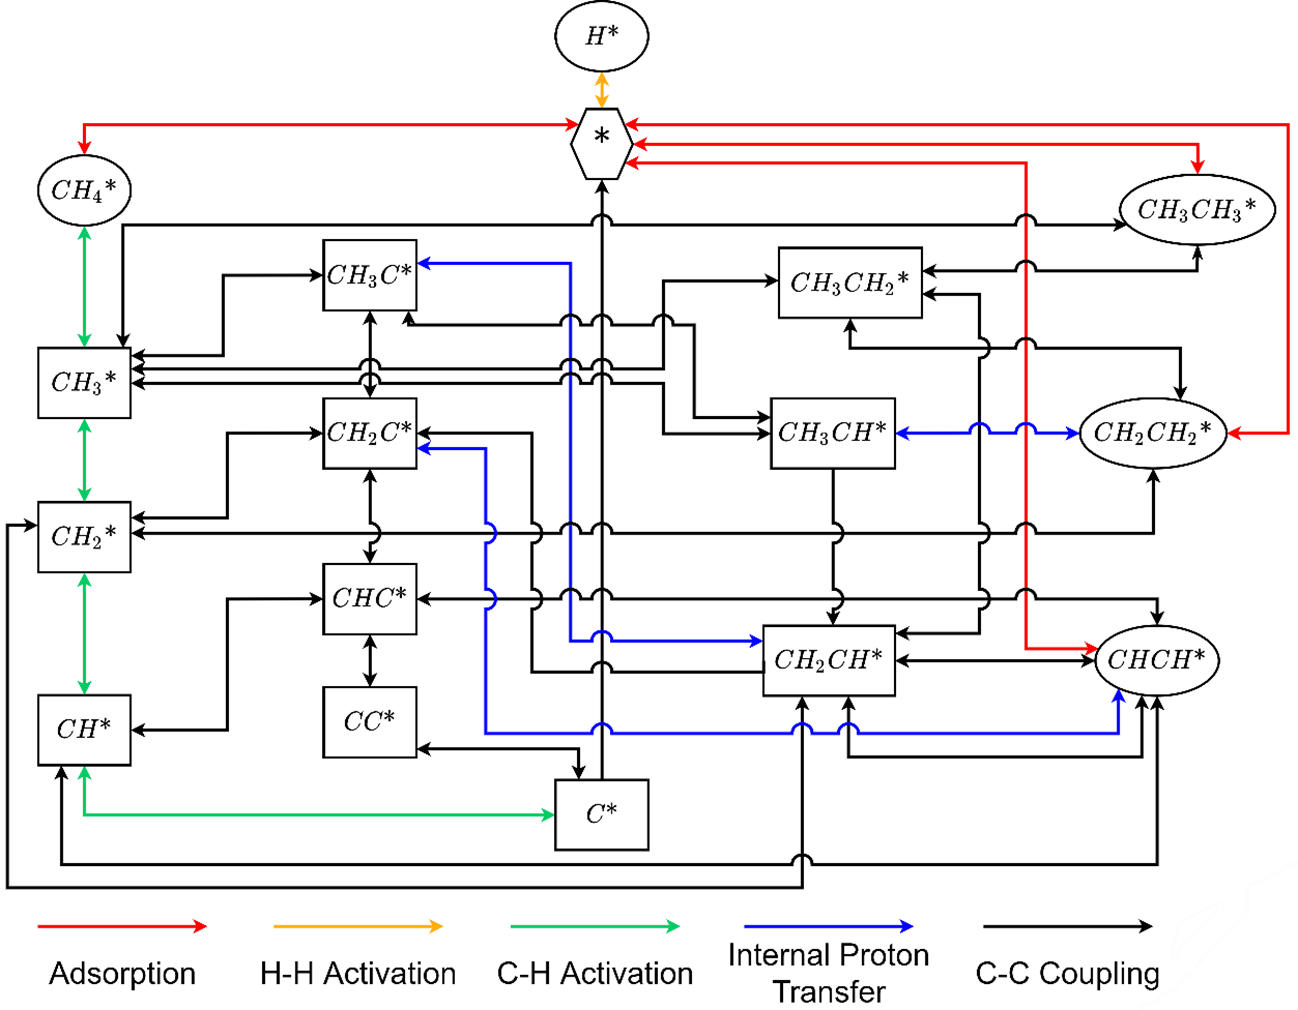 H*
*
CH₄*
CH₃CH₃*
CH₃C*
CH₃CH₂*
CH₃*
CH₂C*
CH₃CH*
CH₂CH₂*
CH₂*
CHC*
CH₂CH*
CHCH*
CH*
CC*
C*
Adsorption
H-H Activation
C-H Activation
Internal Proton
Transfer
C-C Coupling